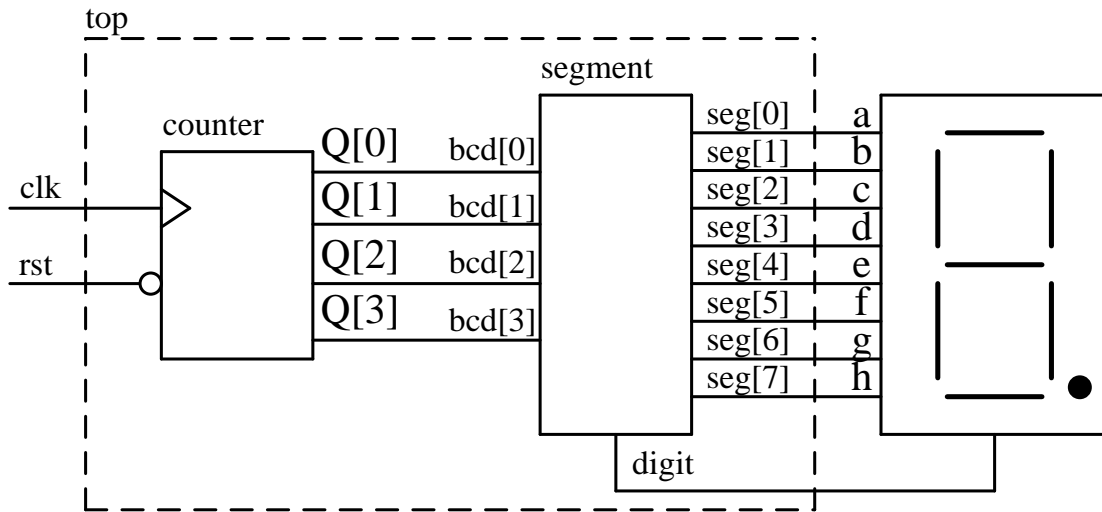 top
segment
counter
clk
rst
Q[0]
Q[1]
Q[2]
Q[3]
bcd[0]
bcd[1]
bcd[2]
bcd[3]
seg[0]
seg[1]
seg[2]
seg[3]
seg[4]
seg[5]
seg[6]
seg[7]
a
b
c
d
e
f
g
h
digit